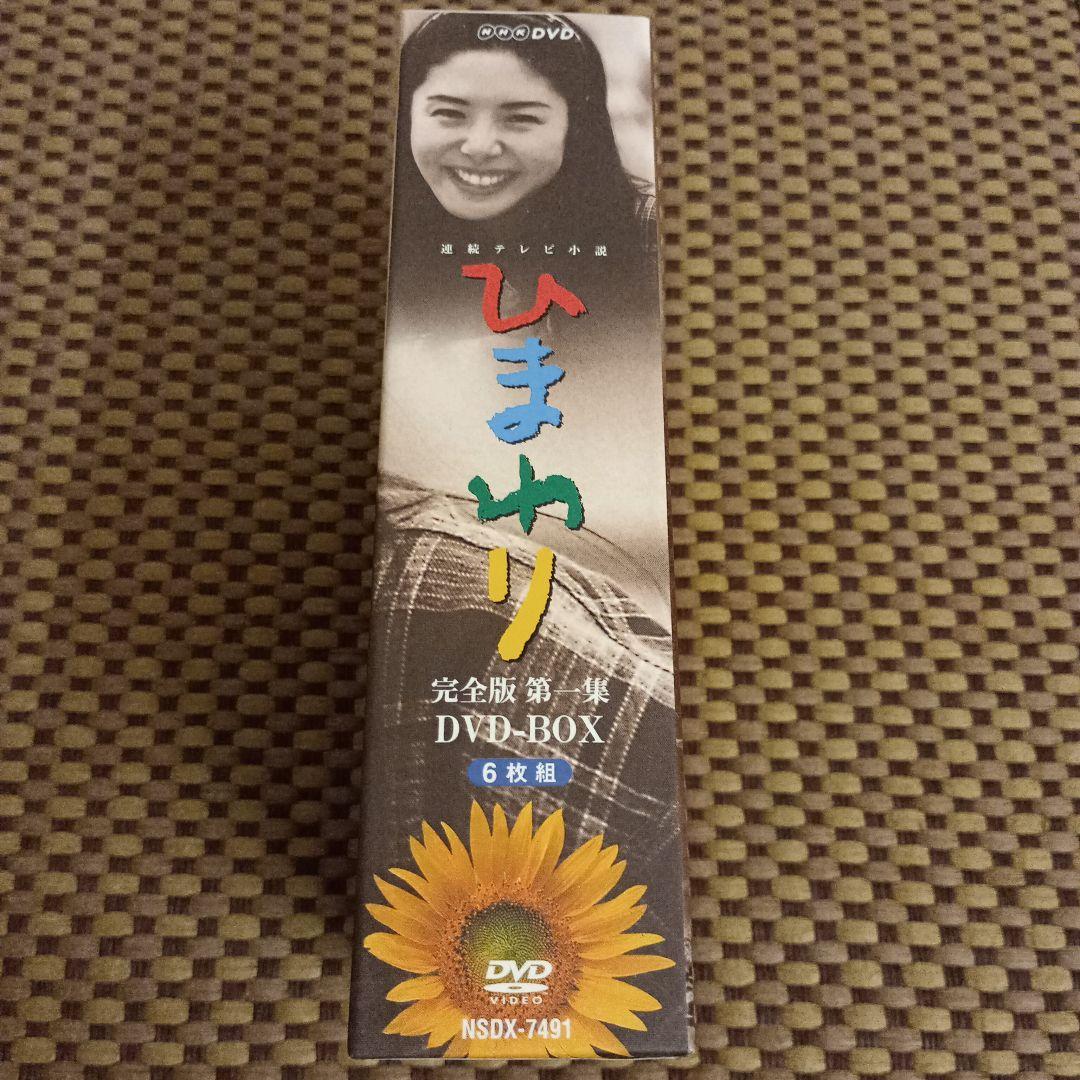 NHK DVD
連続テレビ小説
ひまわり
完全版 第一集
DVD-BOX
6枚組
DVD
VIDEO
NSDX-7491